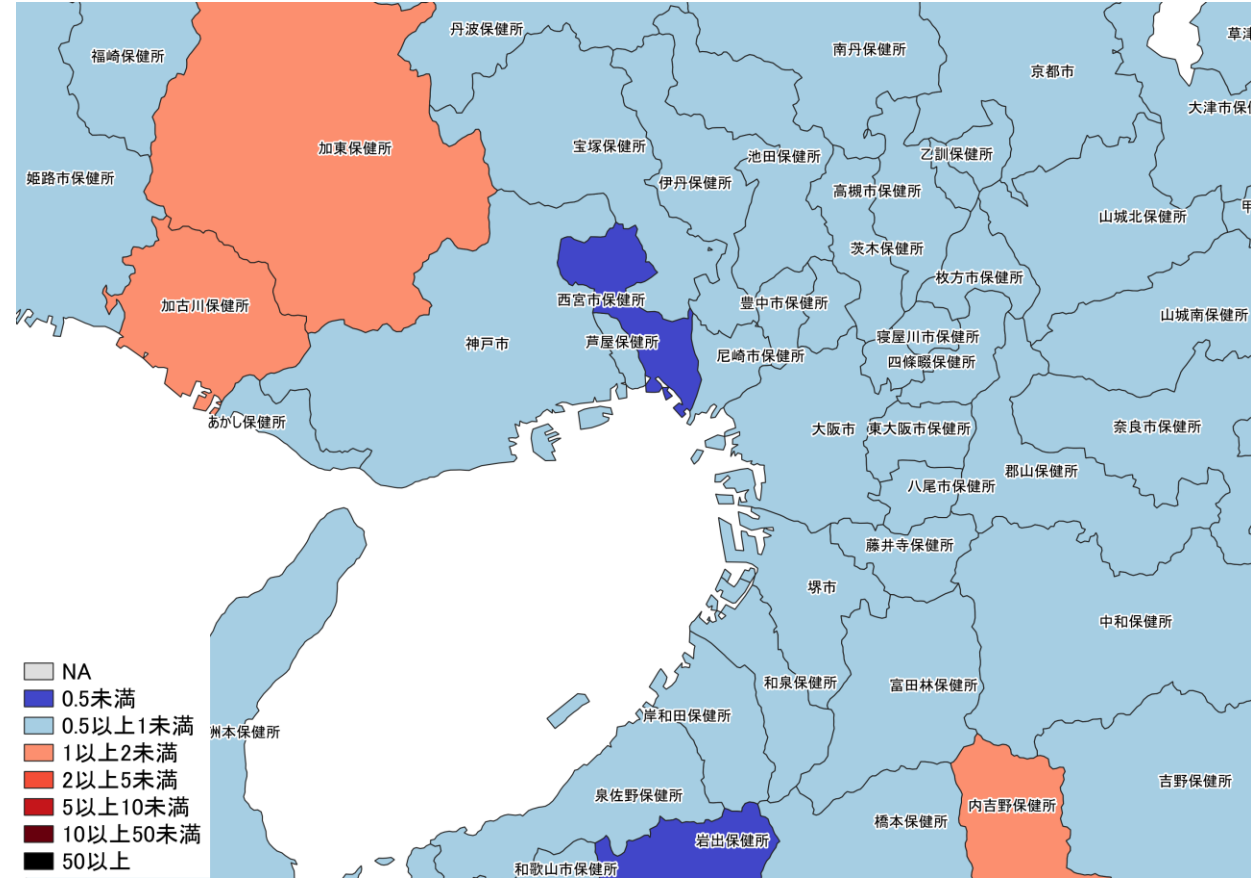 丹波保健所
福崎保健所
南丹保健所
京都市
草津
大津市保健
加東保健所
宝塚保健所
池田保健所
乙訓保健所
姫路市保健所
伊丹保健所
高槻市保健所
山城北保健所
甲
茨木保健所
枚方市保健所
加古川保健所
西宮市保健所
豊中市保健所
山城南保健所
神戸市
芦屋保健所
尼崎市保健所
寝屋川市保健所
四條畷保健所
あかし保健所
大阪市
東大阪市保健所
奈良市保健所
郡山保健所
八尾市保健所
藤井寺保健所
堺市
中和保健所
和泉保健所
富田林保健所
岸和田保健所
洲本保健所
泉佐野保健所
吉野保健所
内吉野保健所
橋本保健所
岩出保健所
和歌山市保健所
NA
0.5未満
0.5以上1未満
1以上2未満
2以上5未満
5以上10未満
10以上50未満
50以上